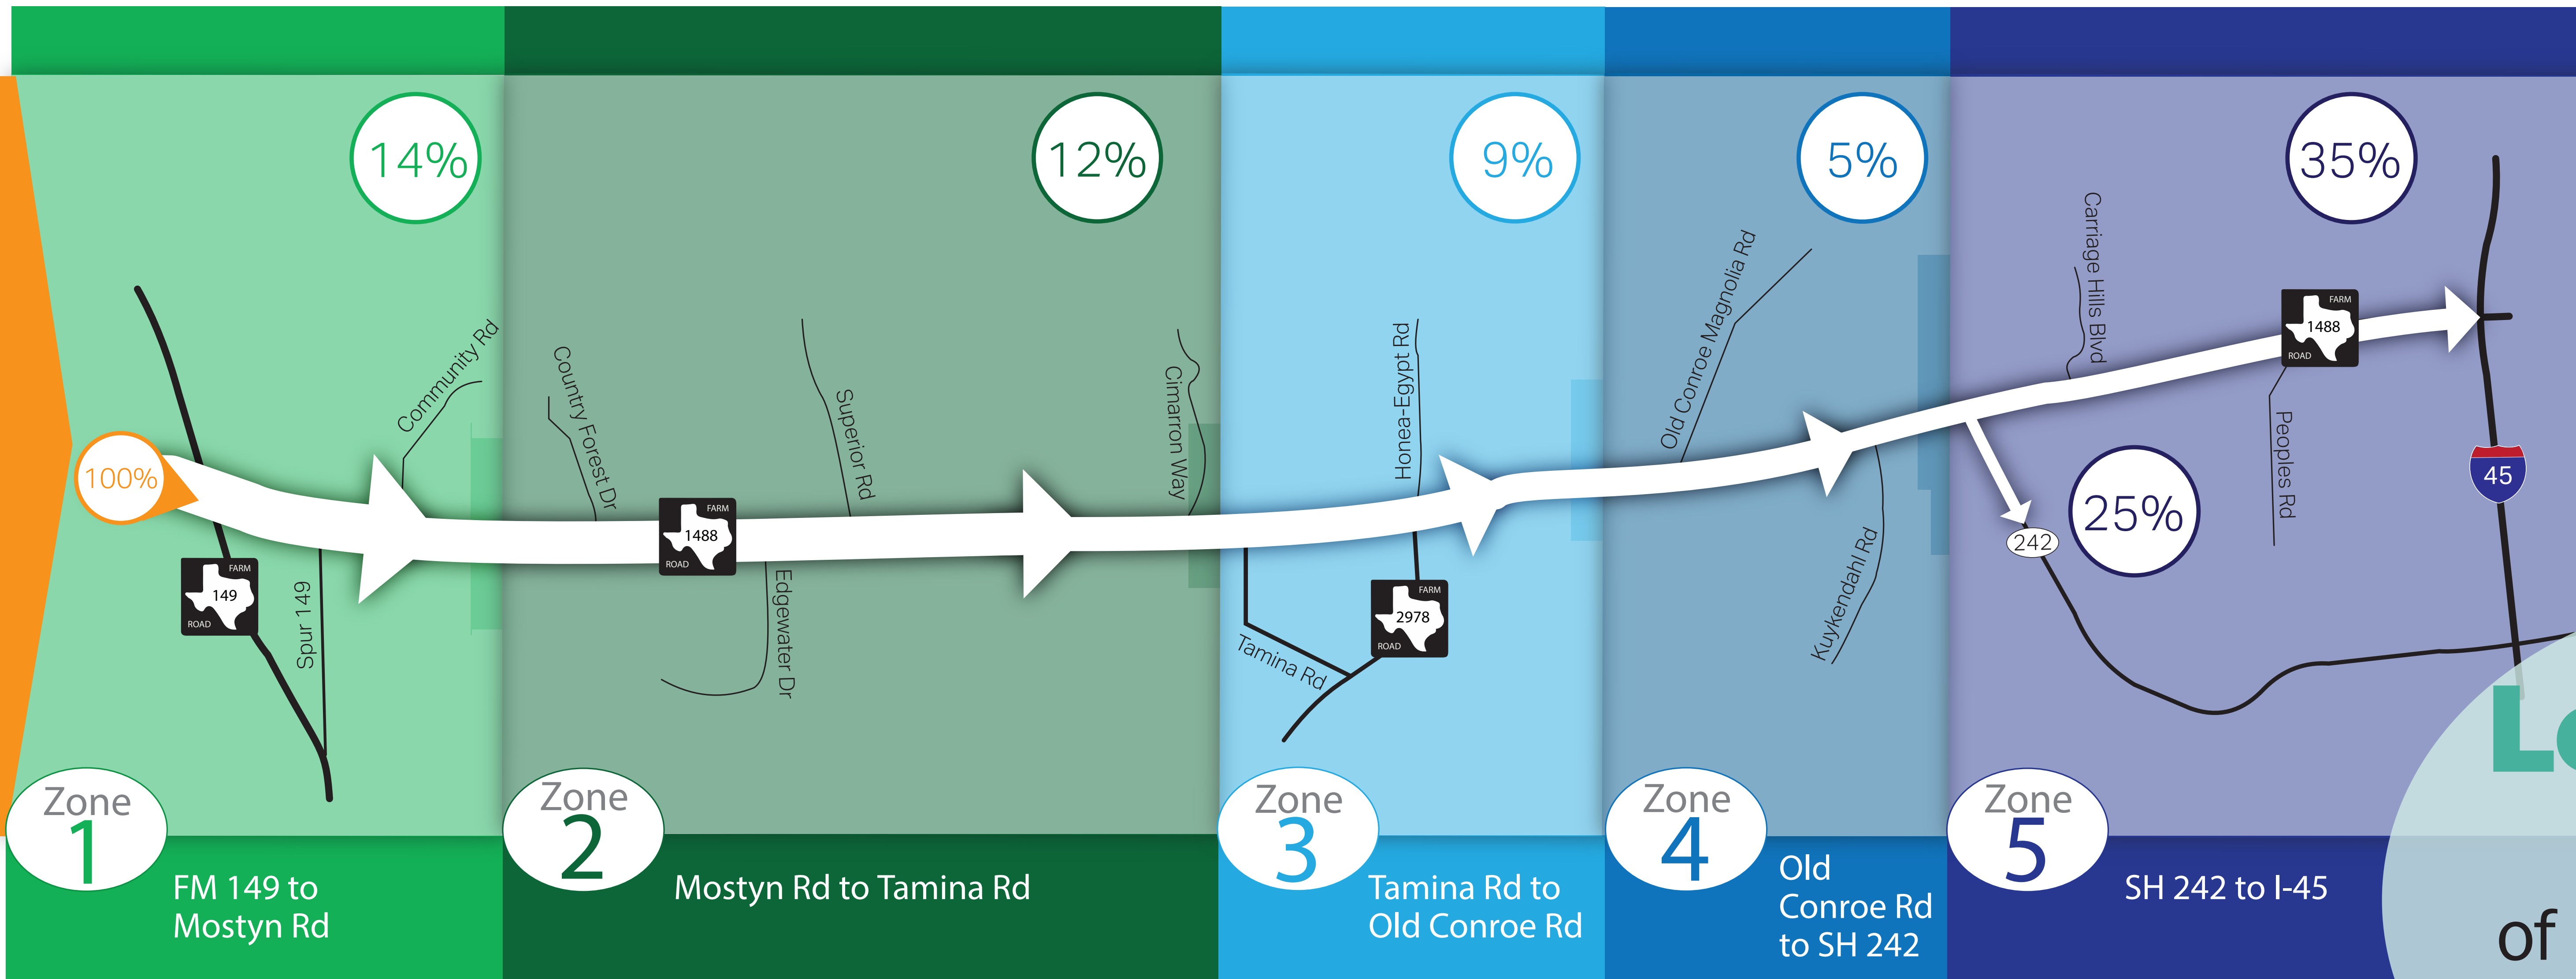 14%
12%
9%
5%
35%
Community Rd
Country Forest Dr
Superior Rd
Cimarron Way
Honea-Egypt Rd
Old Conroe Magnolia Rd
Carriage Hills Blvd
FARM
1488
ROAD
100%
FARM
149
ROAD
Spur 149
FARM
1488
ROAD
Edgewater Dr
Tamina Rd
FARM
2978
ROAD
Kuykendahl Rd
242
25%
Peoples Rd
45
Zone
1
FM 149 to
Mostyn Rd
Zone
2
Mostyn Rd to Tamina Rd
Zone
3
Tamina Rd to
Old Conroe Rd
Zone
4
Old
Conroe Rd
to SH 242
Zone
5
SH 242 to I-45
of